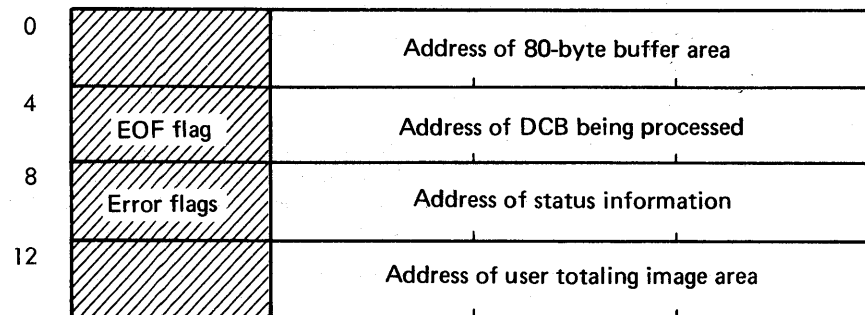 0
Address of 80-byte buffer area
4
EOF flag Address of DCB being processed
8
Error flags Address of status information
12
Address of user totaling image area